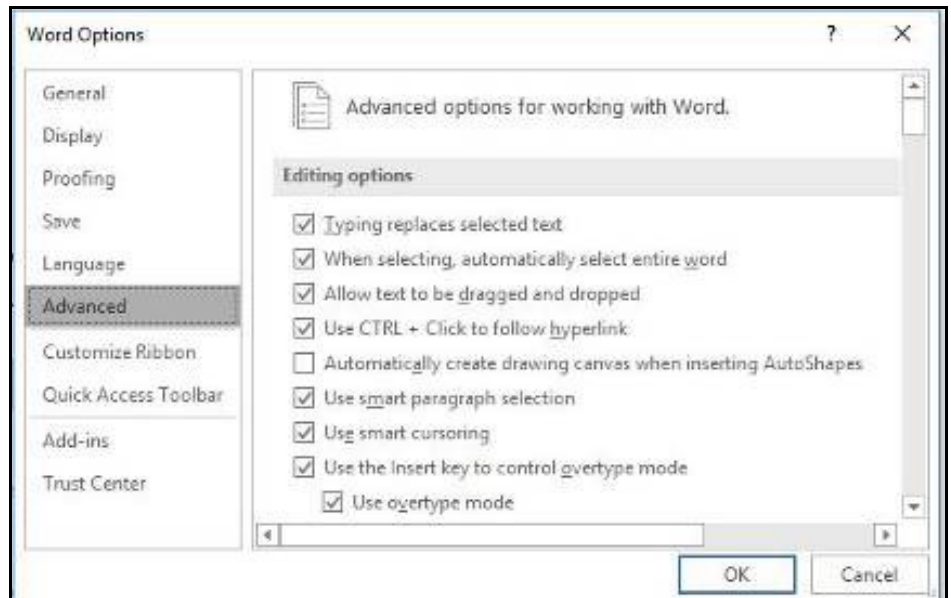 Word Options
?
General
Display
Proofing
Save
Language
Advanced
Customize Ribbon
Quick Access Toolbar
Add-ins
Trust Center
Advanced options for working with Word.
Editing options
Typing replaces selected text
When selecting, automatically select entire word
Allow text to be dragged and dropped
Use CTRL + Click to follow hyperlink
Automatically create drawing canvas when inserting AutoShapes
Use smart paragraph selection
Use smart cursoring
Use the Insert key to control overtype mode
Use overtype mode
OK
Cancel